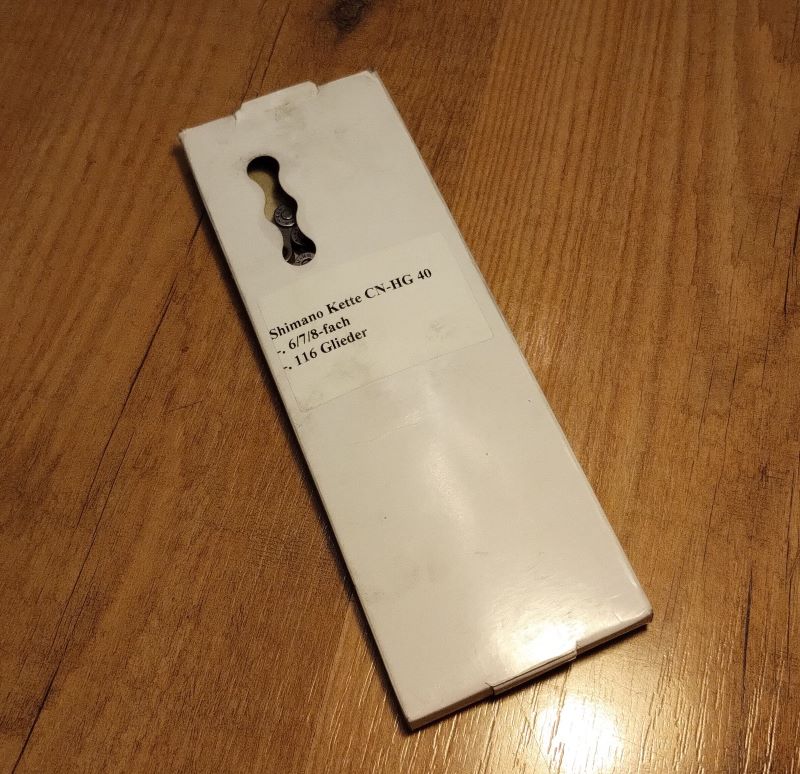 Shimano Kette CN-HG 40
-. 6/7/8-fach
-. 116 Glieder